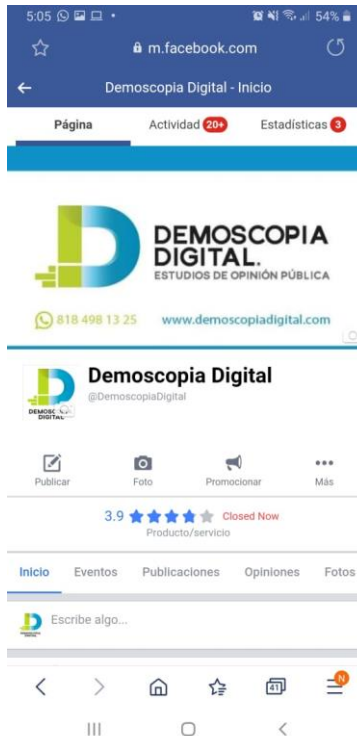 5:05 54%
m.facebook.com
Demoscopia Digital - Inicio
Página Actividad 20+ Estadísticas 3
DEMOSCOPIA
DIGITAL.
ESTUDIOS DE OPINIÓN PÚBLICA
818 498 13 25 www.demoscopiadigital.com
Demoscopia Digital
@DemoscopiaDigital
DIGITAL
Publicar Foto Promocionar Más
3.9 Closed Now
Producto/servicio
Inicio Eventos Publicaciones Opiniones Fotos
Escribe algo...
41 N